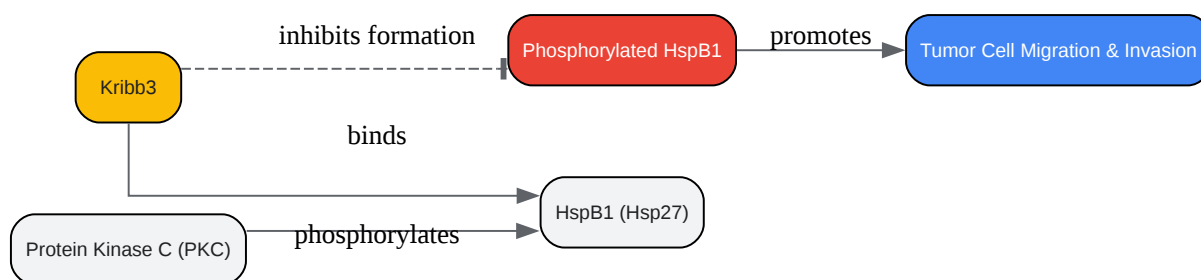 inhibits formation
Phosphorylated HspB1
promotes
Tumor Cell Migration & Invasion
Kribb3
binds
HspB1 (Hsp27)
phosphorylates
Protein Kinase C (PKC)